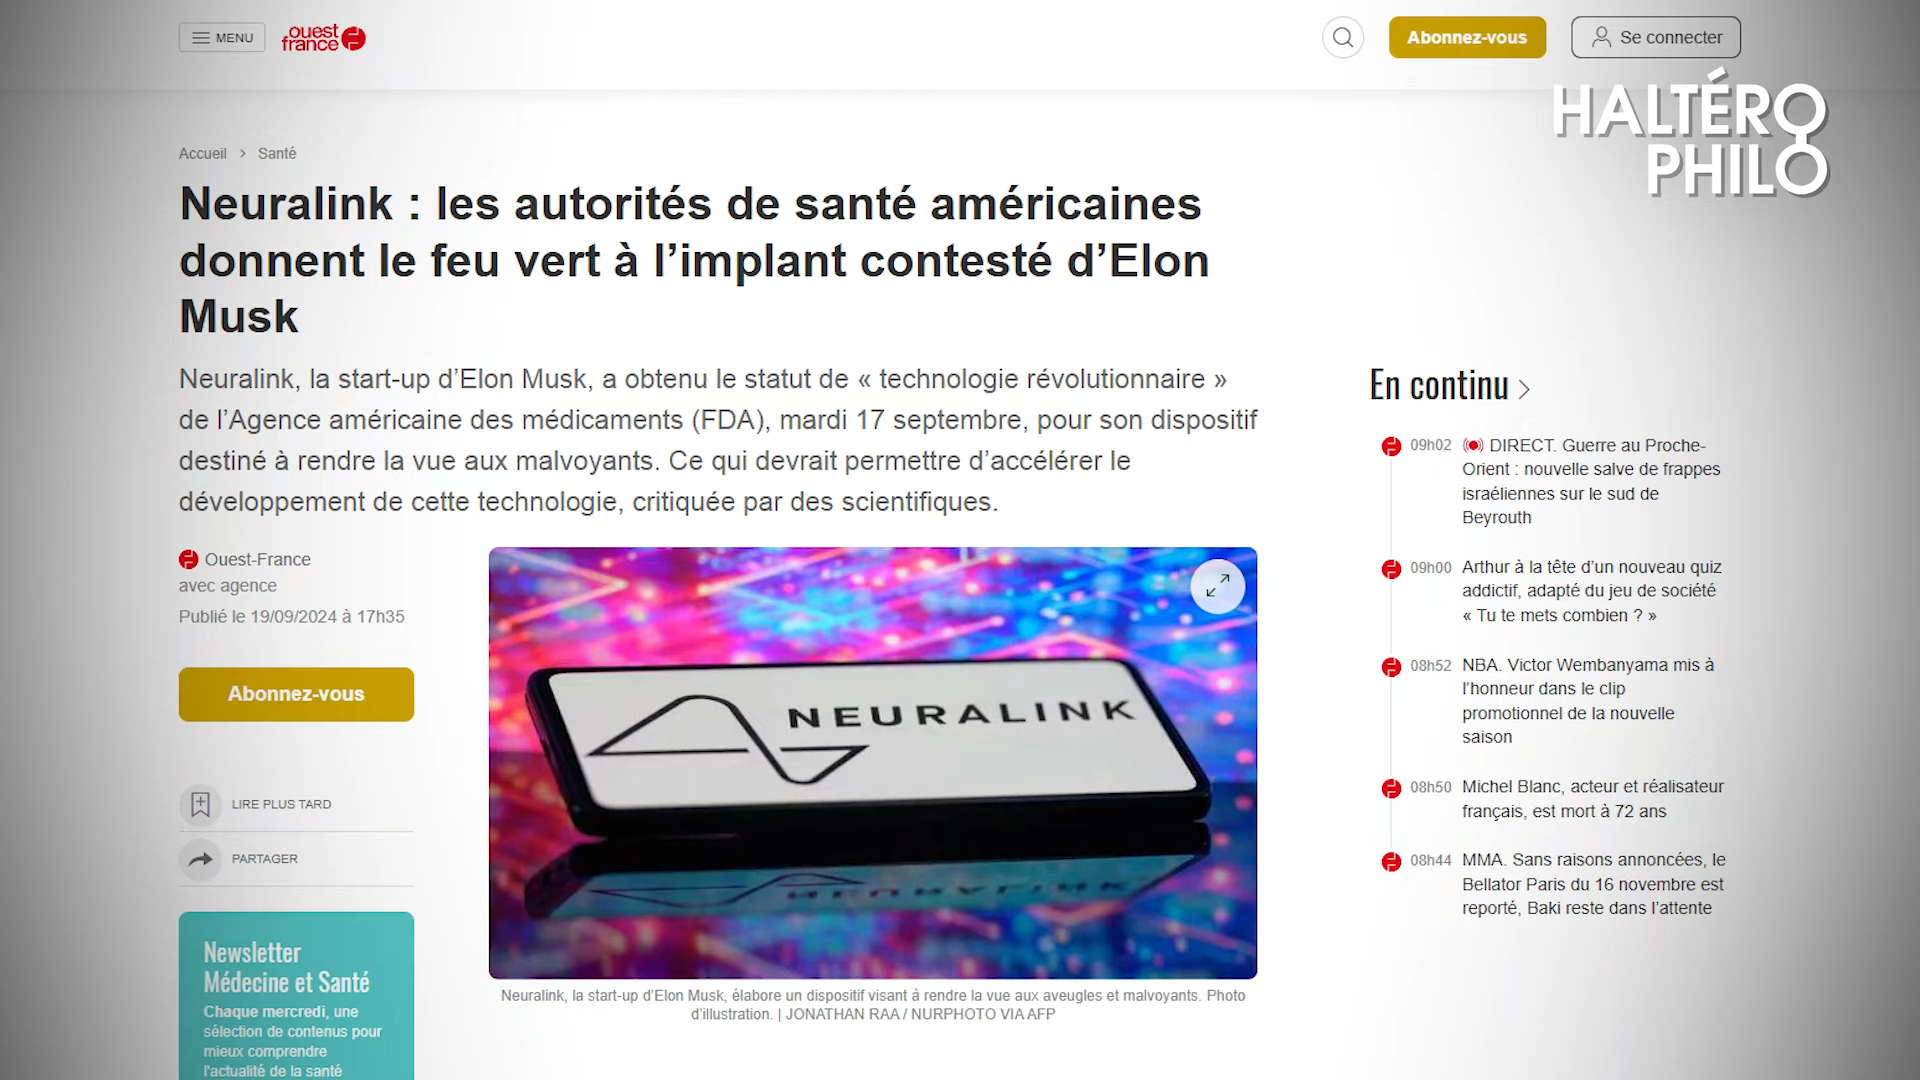 MENU
ouest
france
Abonnez-vous
Se connecter
HALTÉRO
PHILO
Accueil > Santé
Neuralink : les autorités de santé américaines
donnent le feu vert à l’implant contesté d’Elon
Musk
Neuralink, la start-up d’Elon Musk, a obtenu le statut de « technologie révolutionnaire »
de l’Agence américaine des médicaments (FDA), mardi 17 septembre, pour son dispositif
destiné à rendre la vue aux malvoyants. Ce qui devrait permettre d’accélérer le
développement de cette technologie, critiquée par des scientifiques.
Ouest-France
avec agence
Publié le 19/09/2024 à 17h35
Abonnez-vous
LIRE PLUS TARD
PARTAGER
Newsletter
Médecine et Santé
Chaque mercredi, une
sélection de contenus pour
mieux comprendre
l'actualité de la santé
NEURALINK
Neuralink, la start-up d’Elon Musk, élabore un dispositif visant à rendre la vue aux aveugles et malvoyants. Photo
d’illustration. | JONATHAN RAA / NURPHOTO VIA AFP
En continu >
09h02 DIRECT. Guerre au Proche-
Orient : nouvelle salve de frappes
israéliennes sur le sud de
Beyrouth
09h00 Arthur à la tête d’un nouveau quiz
addictif, adapté du jeu de société
« Tu te mets combien ? »
08h52 NBA. Victor Wembanyama mis à
l’honneur dans le clip
promotionnel de la nouvelle
saison
08h50 Michel Blanc, acteur et réalisateur
français, est mort à 72 ans
08h44 MMA. Sans raisons annoncées, le
Bellator Paris du 16 novembre est
reporté, Baki reste dans l’attente